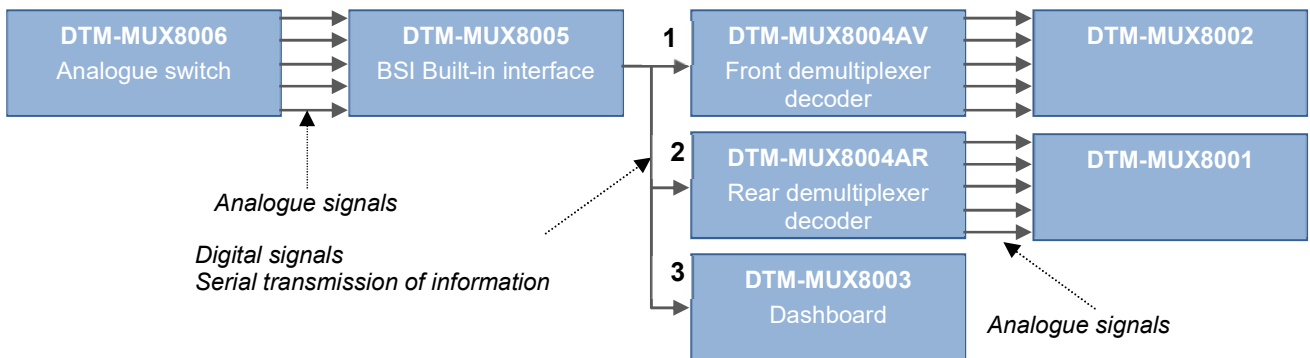 DTM-MUX8006
Analogue switch
DTM-MUX8005
BSI Built-in interface
1
DTM-MUX8004AV
Front demultiplexer
decoder
DTM-MUX8002
2
DTM-MUX8004AR
Rear demultiplexer
decoder
DTM-MUX8001
Analogue signals
Digital signals
Serial transmission of information
3
DTM-MUX8003
Dashboard
Analogue signals